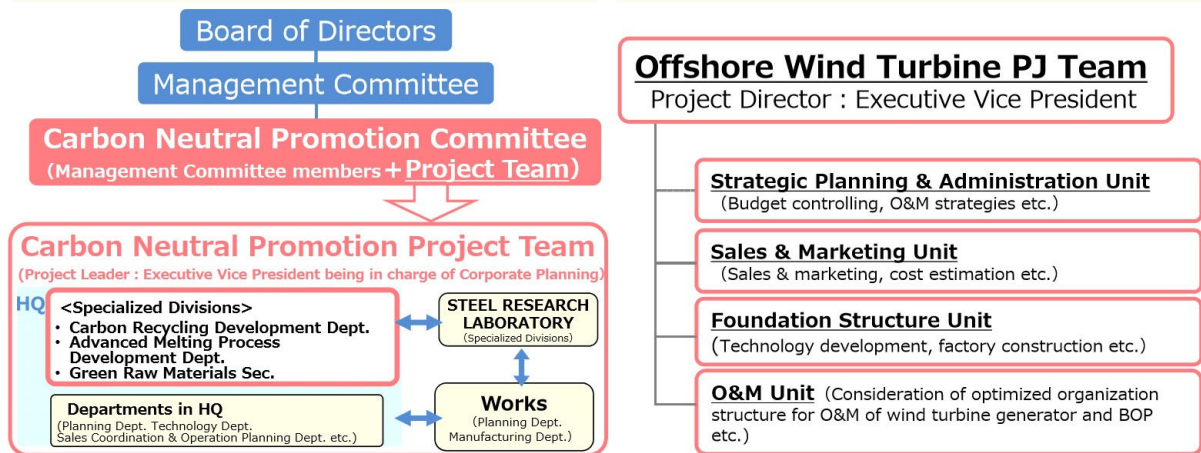 Board of Directors
Management Committee
Carbon Neutral Promotion Committee
(Management Committee members + Project Team)
Carbon Neutral Promotion Project Team
(Project Leader : Executive Vice President being in charge of Corporate Planning)
HQ
<Specialized Divisions>
・ Carbon Recycling Development Dept.
・ Advanced Melting Process
Development Dept.
・ Green Raw Materials Sec.
STEEL RESEARCH
LABORATORY
(Specialized Divisions)
Departments in HQ
(Planning Dept. Technology Dept.
Sales Coordination & Operation Planning Dept. etc.)
Works
(Planning Dept.
Manufacturing Dept.)
Offshore Wind Turbine PJ Team
Project Director : Executive Vice President
Strategic Planning & Administration Unit
(Budget controlling, O&M strategies etc.)
Sales & Marketing Unit
(Sales & marketing, cost estimation etc.)
Foundation Structure Unit
(Technology development, factory construction etc.)
O&M Unit (Consideration of optimized organization
structure for O&M of wind turbine generator and BOP
etc.)